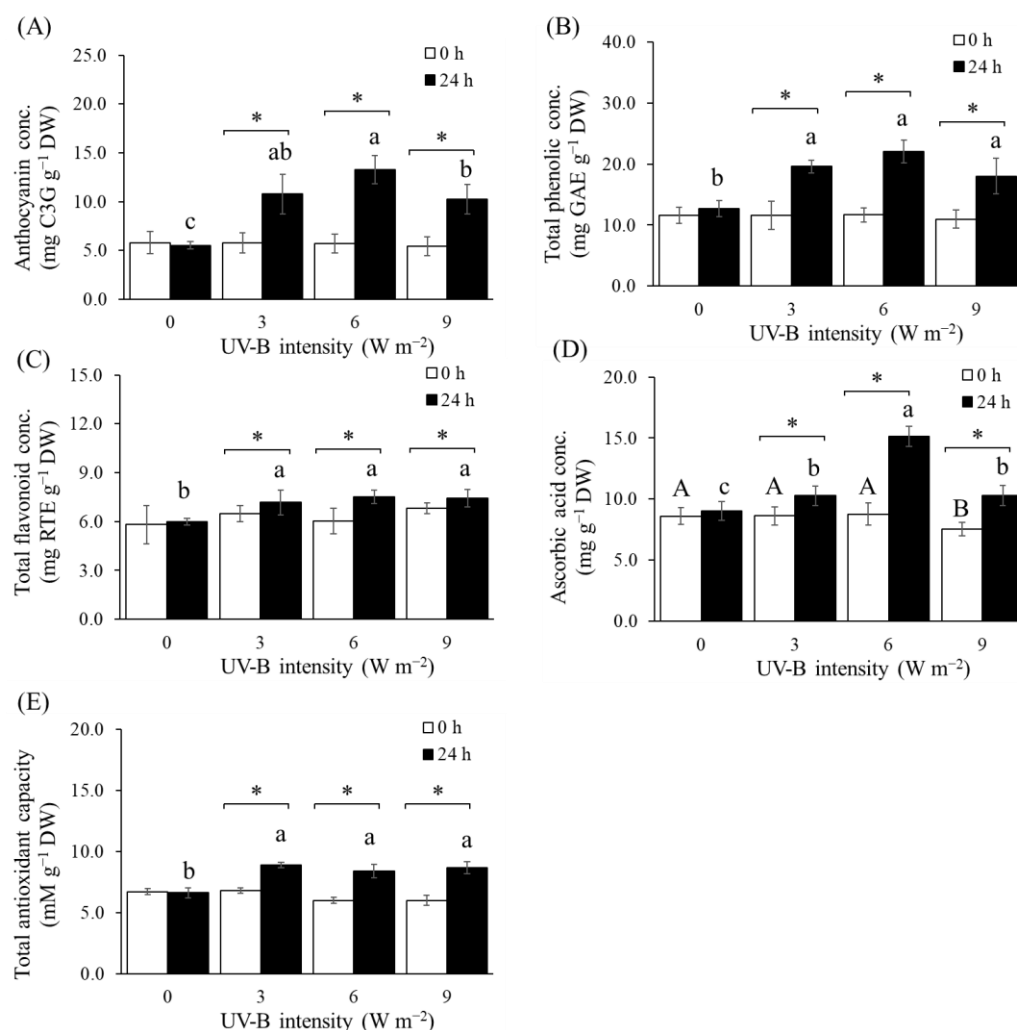 (A)
Anthocyanin conc.
(mg C3G g⁻¹ DW)
25.0
20.0
15.0
10.0
5.0
0.0
0 h
24 h
*
*
*
c
ab
a
b
0 3 6 9
UV-B intensity (W m⁻²)
(B)
Total phenolic conc.
(mg GAE g⁻¹ DW)
40.0
30.0
20.0
10.0
0.0
0 h
24 h
*
*
*
b
a
a
a
0 3 6 9
UV-B intensity (W m⁻²)
(C)
Total flavonoid conc.
(mg RTE g⁻¹ DW)
15.0
12.0
9.0
6.0
3.0
0.0
0 h
24 h
*
*
*
b
a
a
a
0 3 6 9
UV-B intensity (W m⁻²)
(D)
Ascorbic acid conc.
(mg g⁻¹ DW)
20.0
15.0
10.0
5.0
0.0
0 h
24 h
*
*
*
A c A b A a B b
0 3 6 9
UV-B intensity (W m⁻²)
(E)
Total antioxidant capacity
(mM g⁻¹ DW)
20.0
15.0
10.0
5.0
0.0
0 h
24 h
*
*
*
b
a
a
a
0 3 6 9
UV-B intensity (W m⁻²)